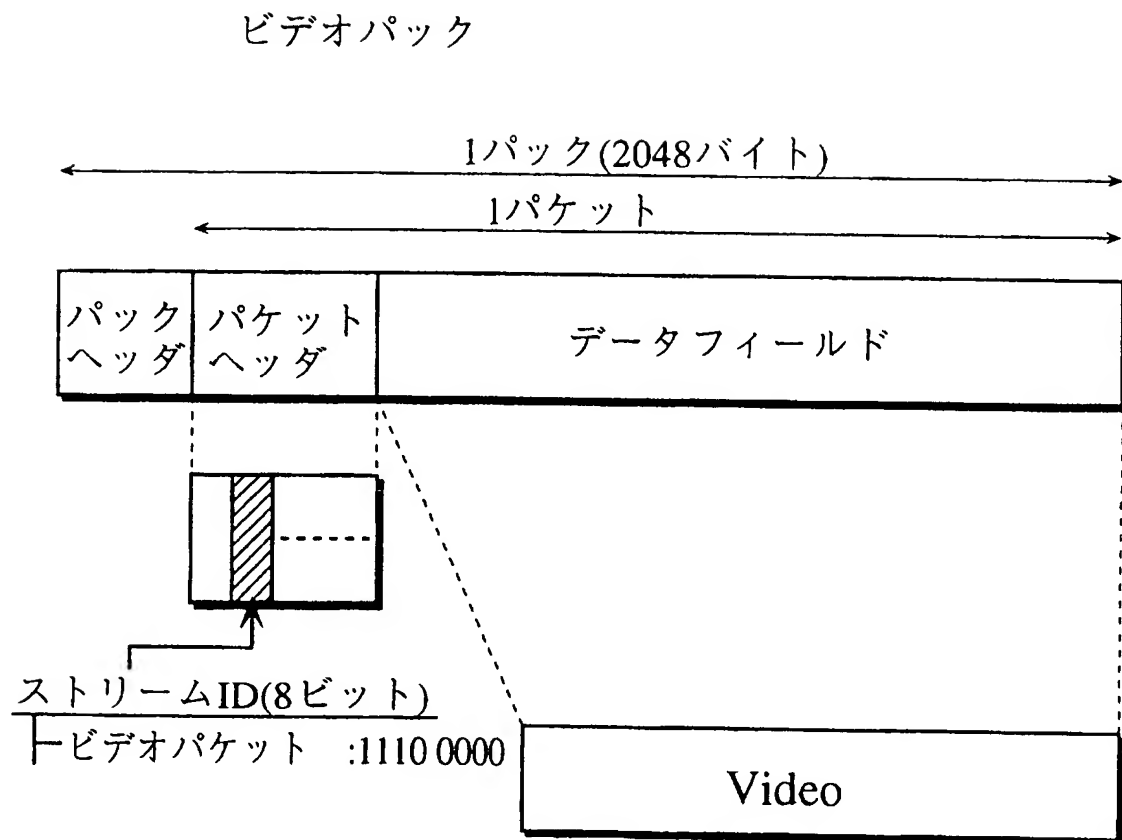 ビデオパック
1パック(2048バイト)
1パケット
パック
ヘッダ
パケット
ヘッダ
データフィールド
ストリームID(8ビット)
ビデオパケット :1110 0000
Video